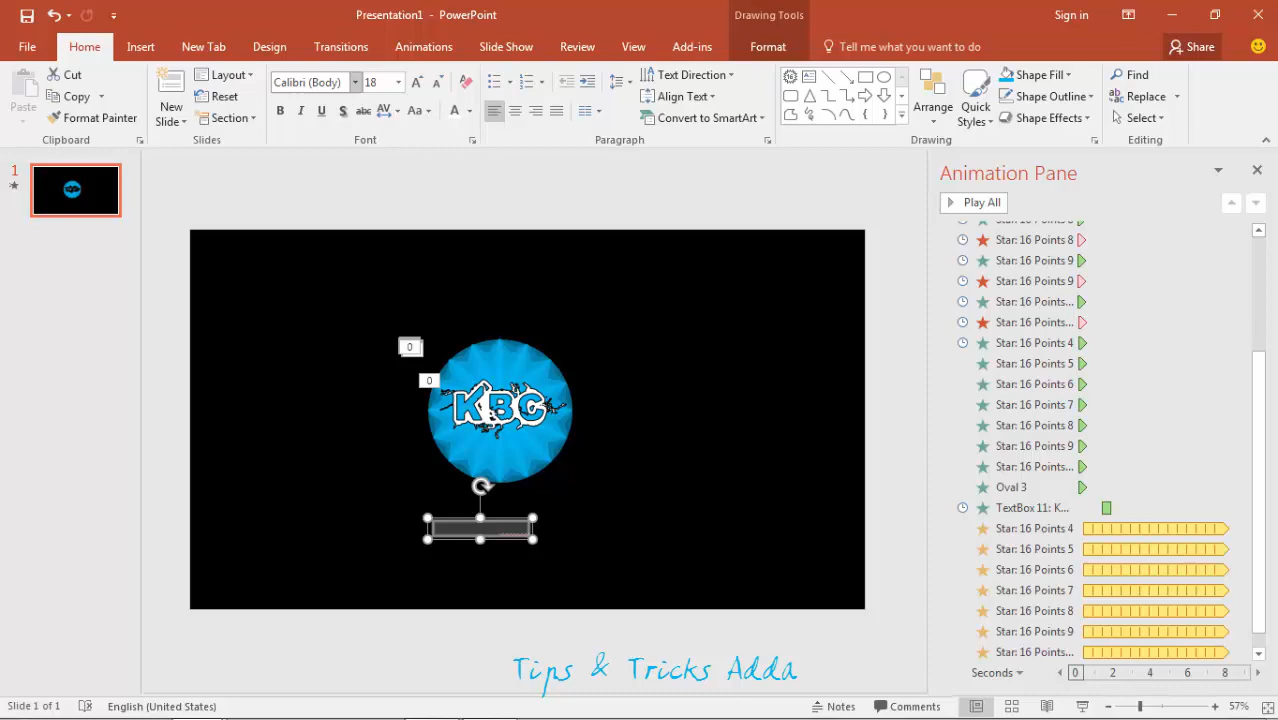 Presentation1 - PowerPoint
Drawing Tools
Sign in
File
Home
Insert
New Tab
Design
Transitions
Animations
Slide Show
Review
View
Add-ins
Format
Tell me what you want to do
Share
Paste
Cut
Copy
Format Painter
Clipboard
New
Slide
Layout
Reset
Section
Slides
Calibri (Body)
18
B I U S abc AV Aa A
Font
Text Direction
Align Text
Convert to SmartArt
Paragraph
Arrange
Quick
Styles
Shape Fill
Shape Outline
Shape Effects
Drawing
Find
Replace
Select
Editing
1
0
0
KBC
Tips & Tricks Adda
Animation Pane
Play All
Star: 16 Points 8
Star: 16 Points 9
Star: 16 Points 9
Star: 16 Points...
Star: 16 Points...
Star: 16 Points 4
Star: 16 Points 5
Star: 16 Points 6
Star: 16 Points 7
Star: 16 Points 8
Star: 16 Points 9
Star: 16 Points...
Oval 3
TextBox 11: K...
Star: 16 Points 4
Star: 16 Points 5
Star: 16 Points 6
Star: 16 Points 7
Star: 16 Points 8
Star: 16 Points 9
Star: 16 Points...
Seconds
0 2 4 6 8
Slide 1 of 1
English (United States)
Notes
Comments
57%